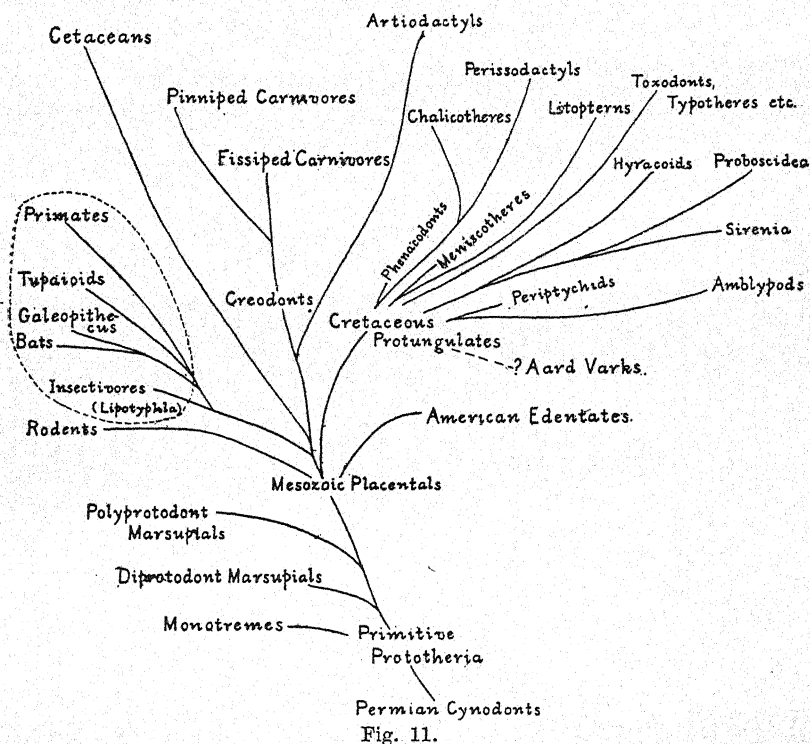 Artiodactyls
Cetaceans
Perissodactyls
Pinniped Carnivores
Toxodonts,
Typotheres etc.
Chalicotheres
Litopterns
Fissiped Carnivores
Hyracoids
Proboscidea
Primates
Phenacodonts
Meniscotheres
Sirenia
Tupaioids
Creodonts
Periptychids
Amblypods
Galeopithe-
cus
Cretaceous
Protungulates
Bats
?Aard Varks.
Insectivores
(Lipotyphla)
Rodents
American Edentates.
Mesozoic Placentals
Polyprotodont
Marsupials
Diprotodont Marsupials
Monotremes
Primitive
Prototheria
Permian Cynodonts
Fig. 11.